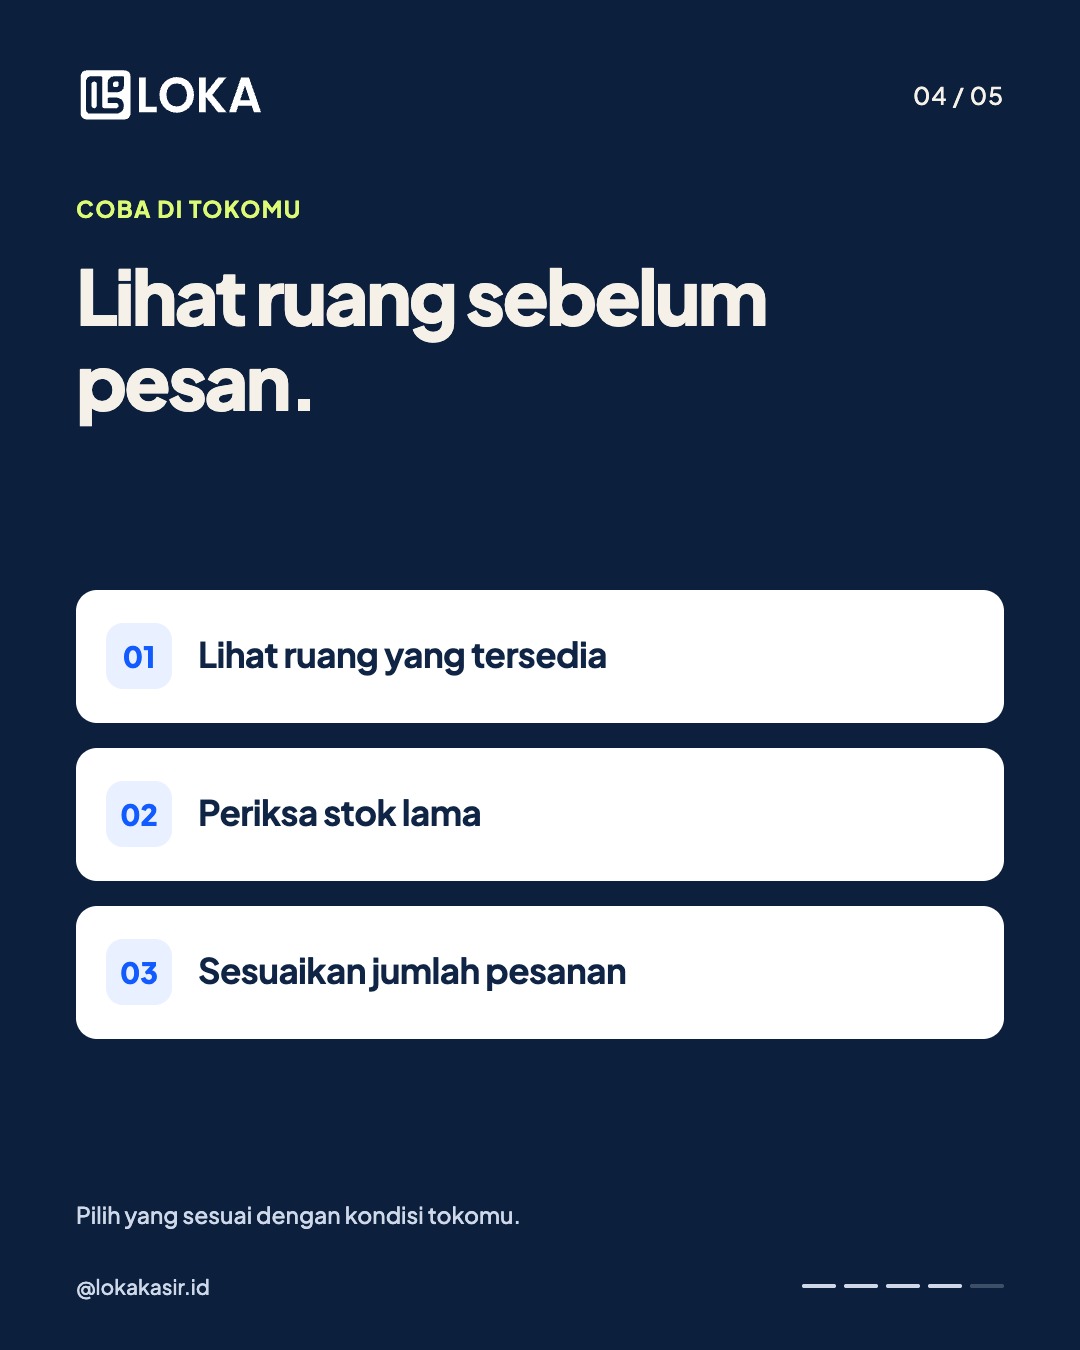 LOKA
04 / 05
COBA DI TOKOMU
Lihat ruang sebelum
pesan.
01 Lihat ruang yang tersedia
02 Periksa stok lama
03 Sesuaikan jumlah pesanan
Pilih yang sesuai dengan kondisi tokomu.
@lokakasir.id